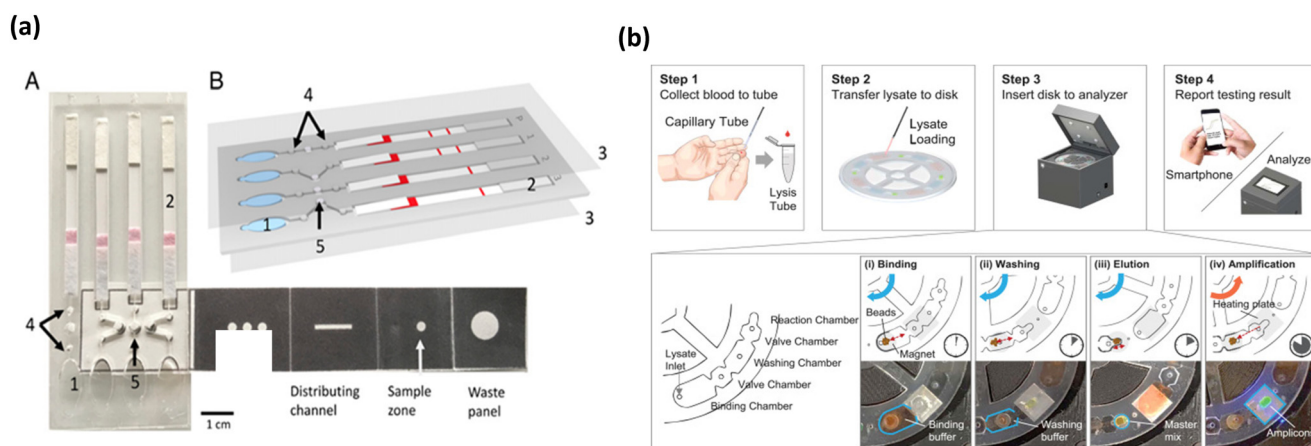 (a)
A
B
4
3
2
1
5
3
2
4
1
5
1 cm
Distributing
channel
Sample
zone
Waste
panel
(b)
Step 1
Collect blood to tube
Capillary Tube
Lysis
Tube
Step 2
Transfer lysate to disk
Lysate
Loading
Step 3
Insert disk to analyzer
Step 4
Report testing result
Smartphone
Analyze
Lysate
Inlet
Reaction Chamber
Valve Chamber
Washing Chamber
Valve Chamber
Binding Chamber
(i) Binding
Beads
Magnet
Binding
buffer
(ii) Washing
Washing
buffer
(iii) Elution
Master
mix
(iv) Amplification
Heating plate
Amplicon